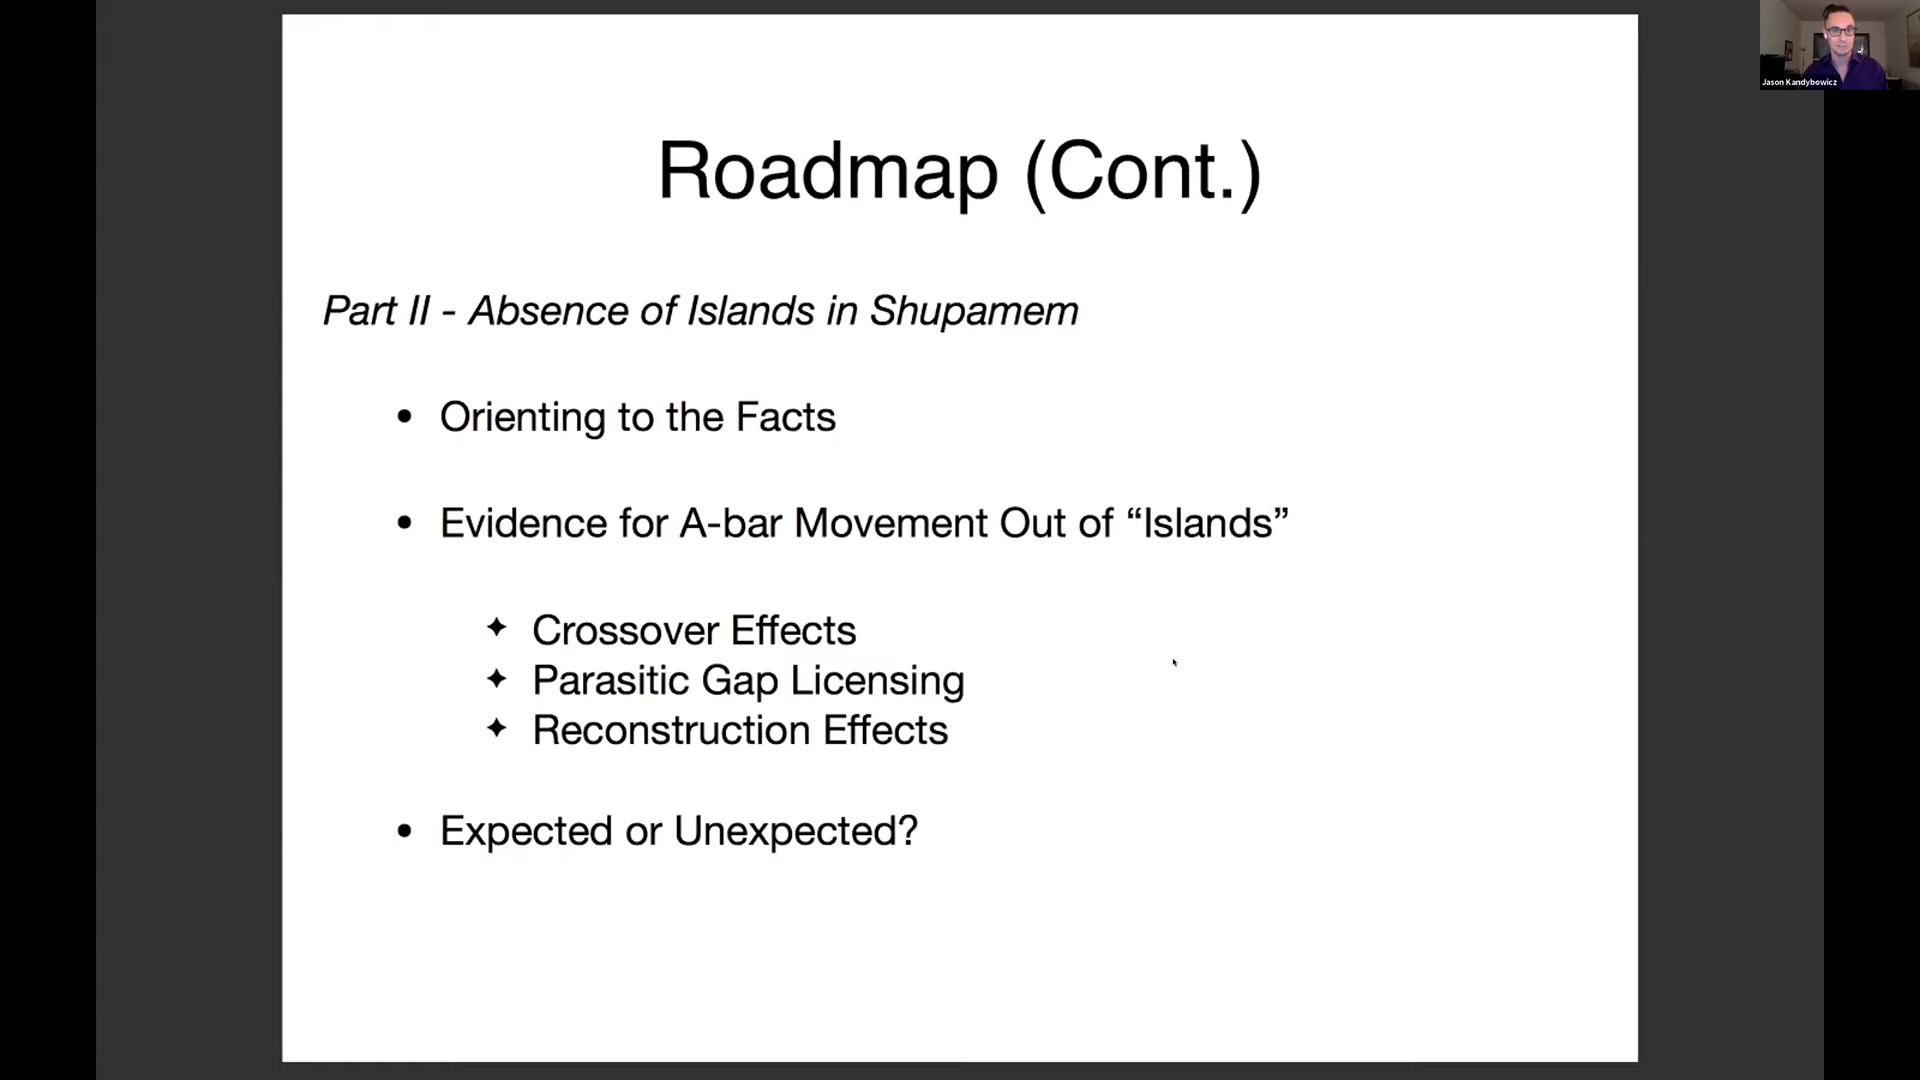 Jason Kandybowicz
Roadmap (Cont.)
Part II - Absence of Islands in Shupamem
• Orienting to the Facts
• Evidence for A-bar Movement Out of “Islands”
✦ Crossover Effects
✦ Parasitic Gap Licensing
✦ Reconstruction Effects
• Expected or Unexpected?